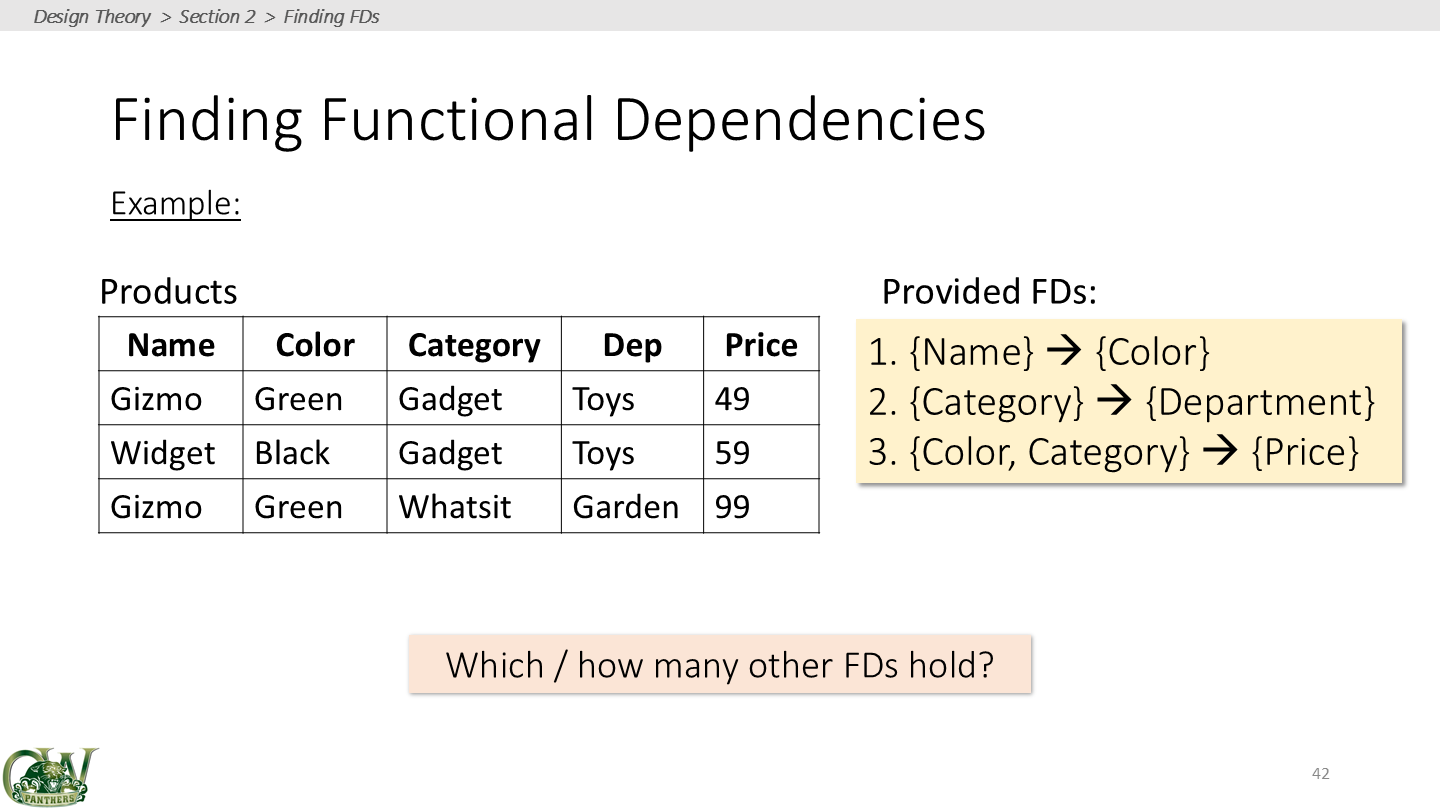 Design Theory > Section 2 > Finding FDs
Finding Functional Dependencies
Example:
Products
Name Color Category Dep Price
Gizmo Green Gadget Toys 49
Widget Black Gadget Toys 59
Gizmo Green Whatsit Garden 99
Provided FDs:
1. {Name} → {Color}
2. {Category} → {Department}
3. {Color, Category} → {Price}
Which / how many other FDs hold?
CW
PANTHERS
42